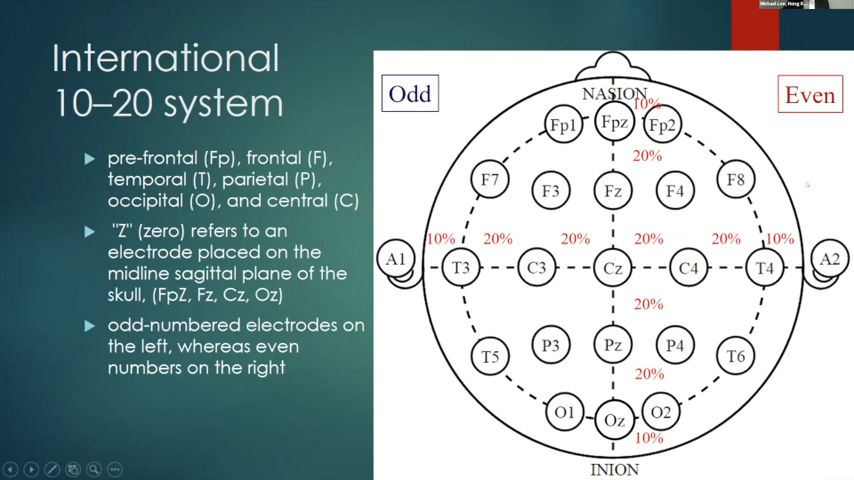 Michael Lee, Hong K...
International
10–20 system
▶ pre-frontal (Fp), frontal (F),
temporal (T), parietal (P),
occipital (O), and central (C)
▶ "Z" (zero) refers to an
electrode placed on the
midline sagittal plane of the
skull, (FpZ, Fz, Cz, Oz)
▶ odd-numbered electrodes on
the left, whereas even
numbers on the right
Odd
Even
NASION
10%
Fp1 Fpz Fp2
20%
F7 F3 Fz F4 F8
10% 20% 20% 20% 20% 10%
A1 T3 C3 Cz C4 T4 A2
20%
T5 P3 Pz P4 T6
20%
O1 Oz O2
10%
INION